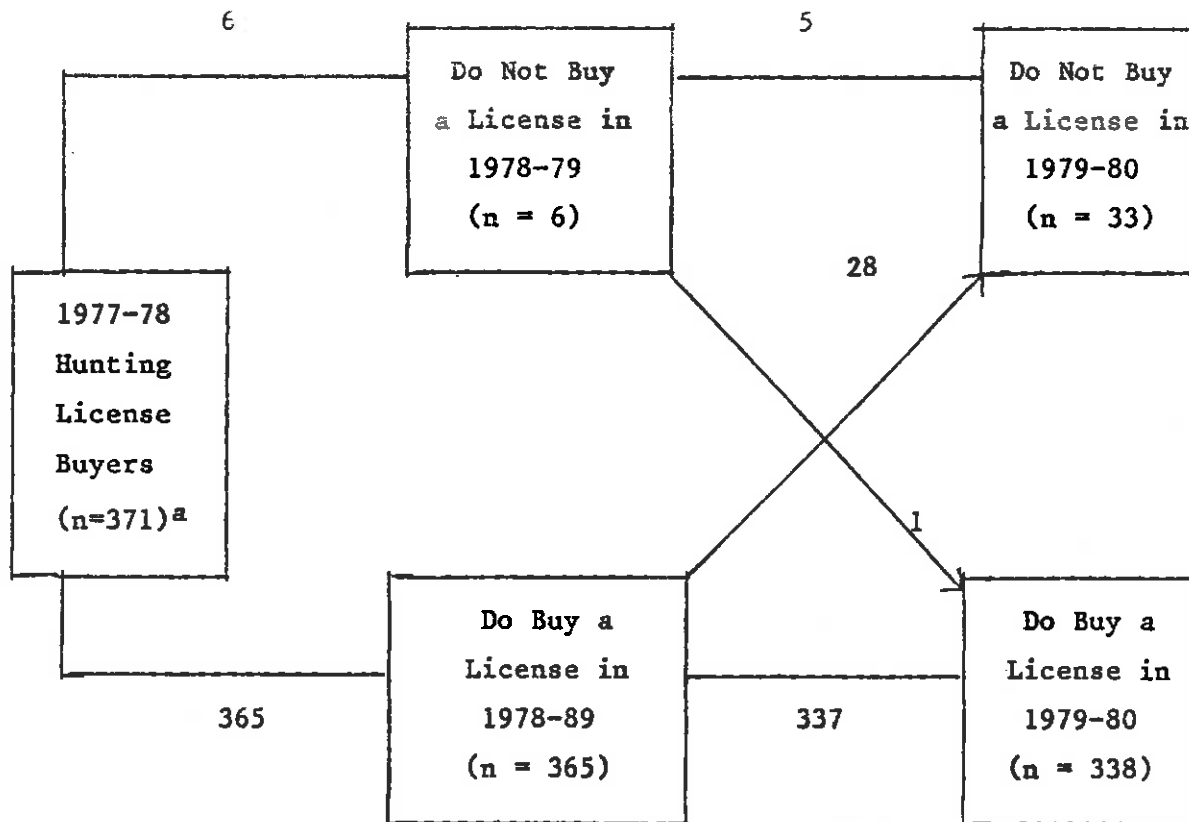 6
5
Do Not Buy
a License in
1978-79
(n = 6)
Do Not Buy
a License in
1979-80
(n = 33)
28
1977-78
Hunting
License
Buyers
(n=371)a
1
Do Buy a
License in
1978-89
(n = 365)
Do Buy a
License in
1979-80
(n = 338)
365
337